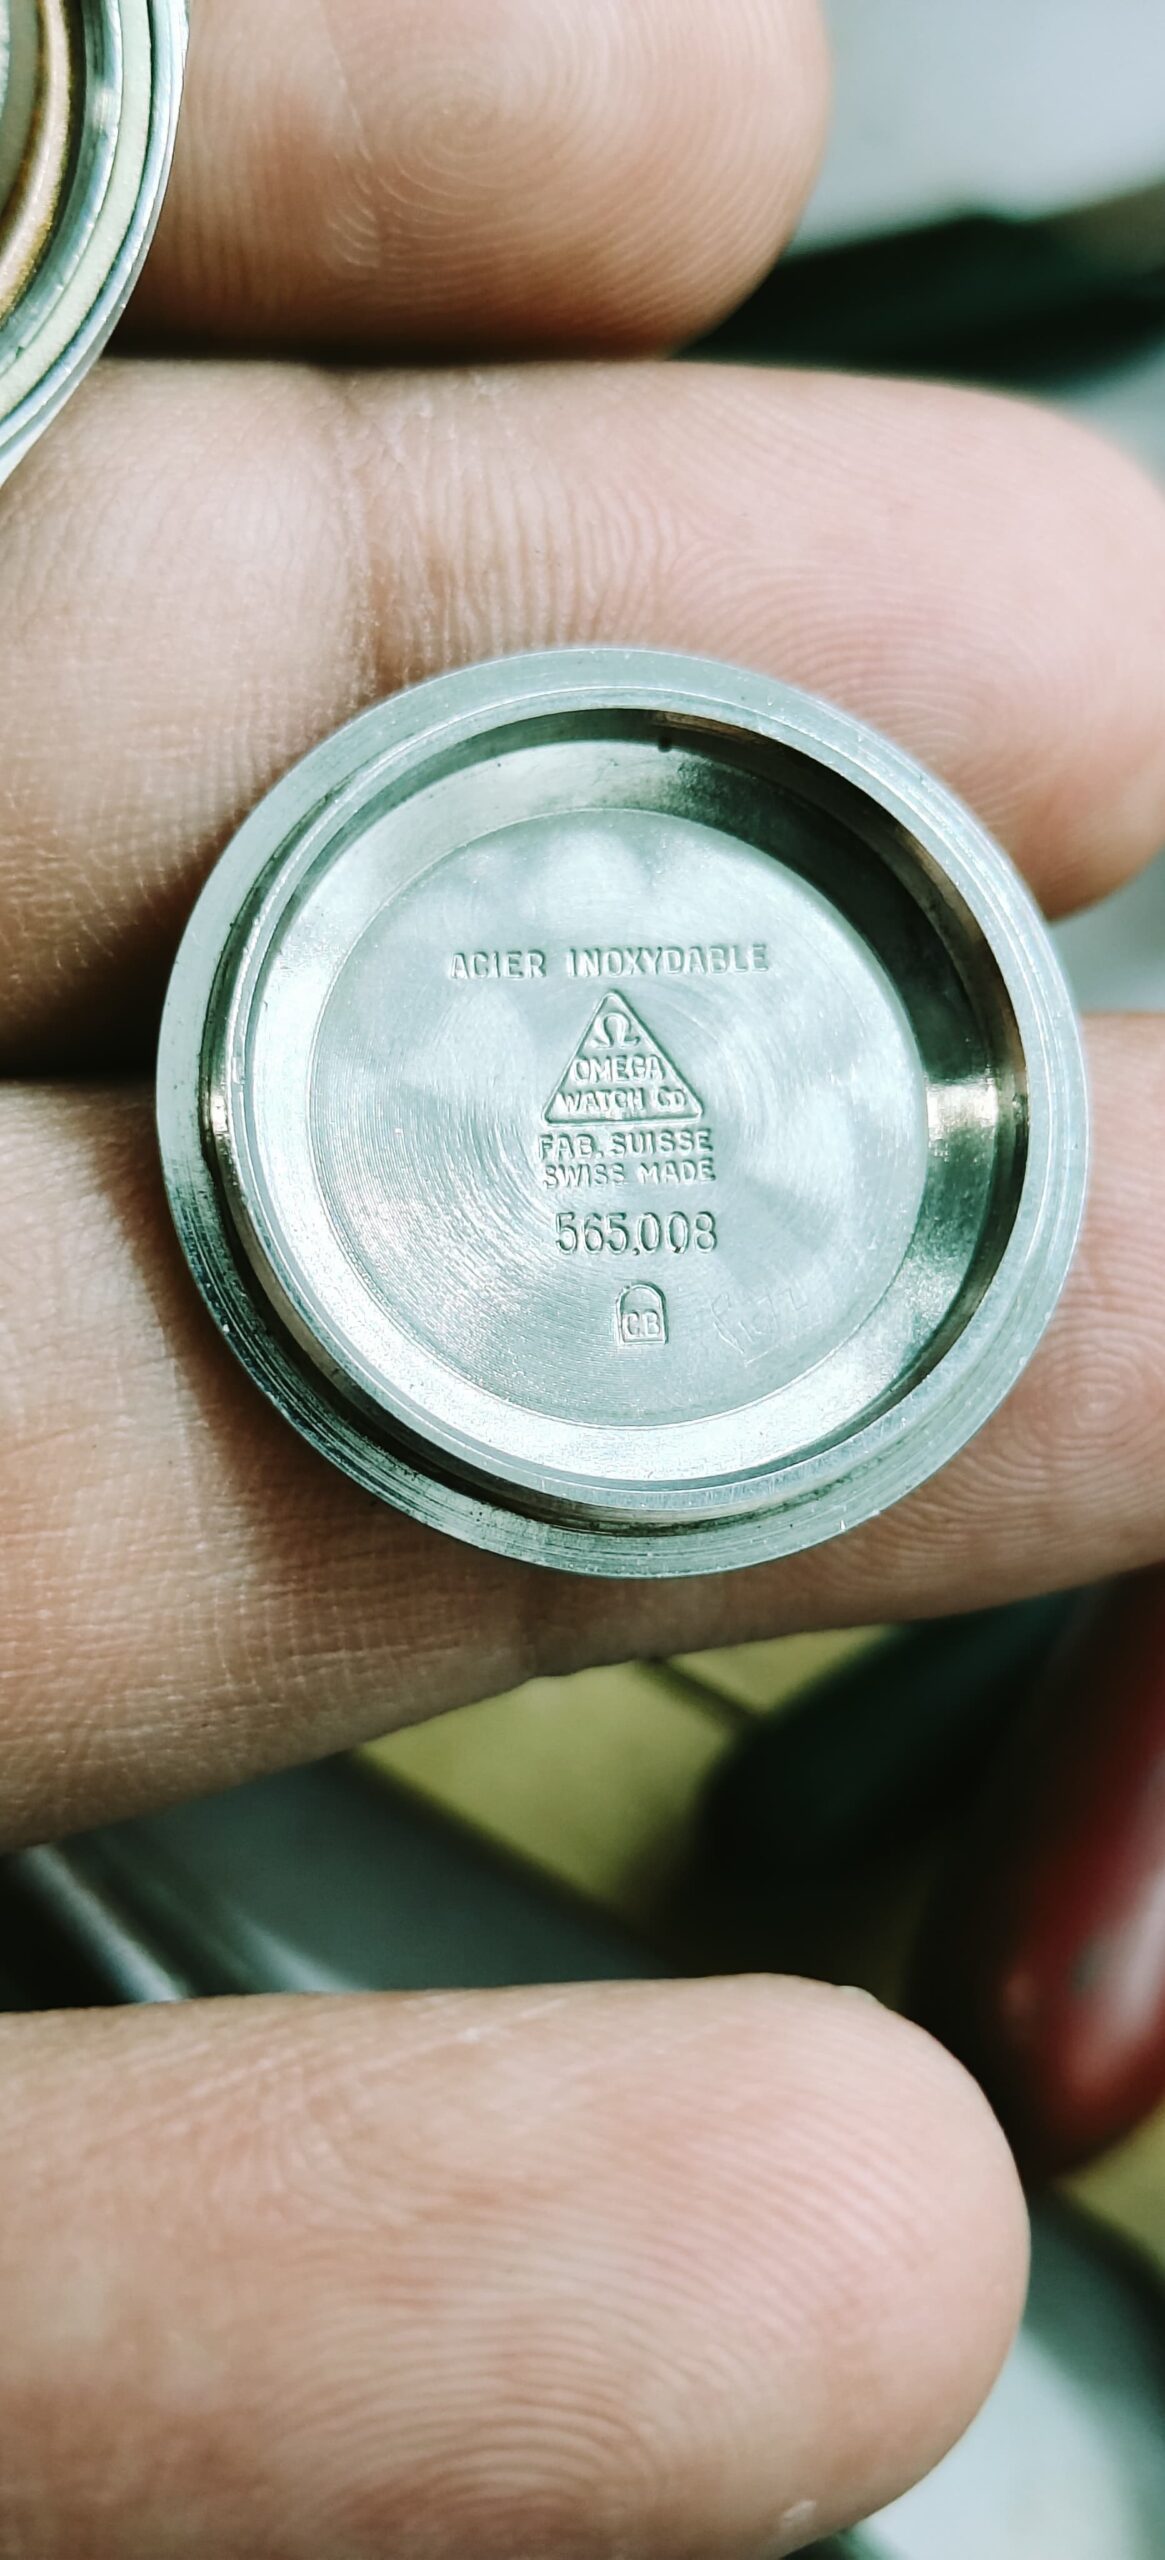 ACIER INOXYDABLE
Ω
OMEGA
WATCH CO
FAB. SUISSE
SWISS MADE
565,008
CB